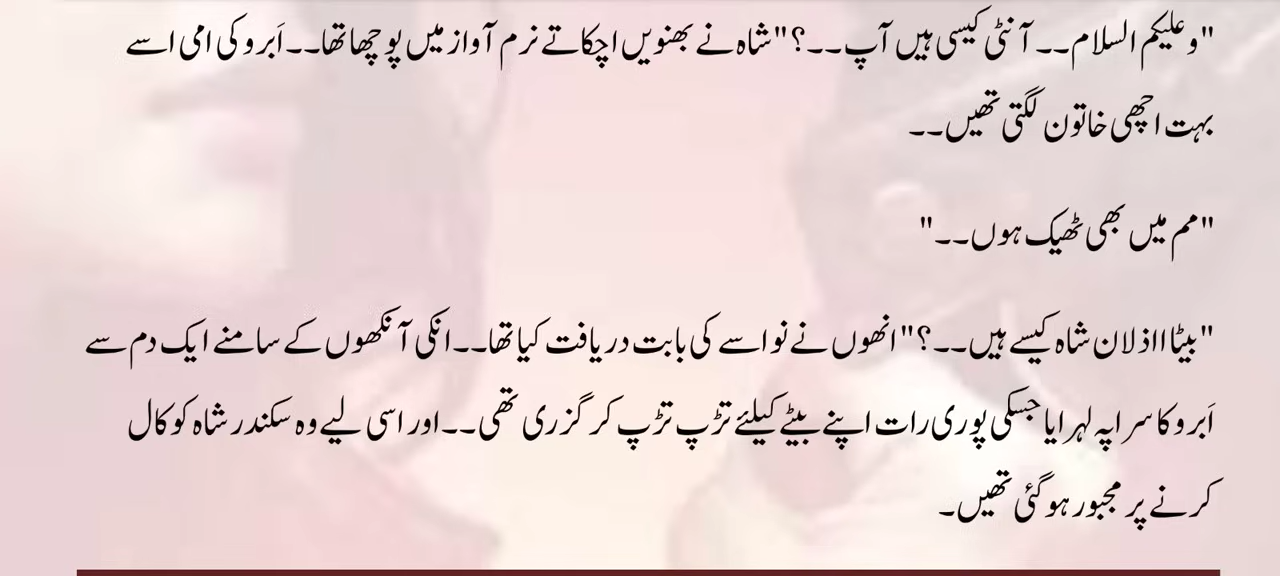 "وعلیکم السلام۔۔ آنٹی کیسی ہیں آپ۔۔؟" شاہ نے بھنویں اچکاتے نرم آواز میں پوچھا تھا۔۔ اَبرو کی امی اسے
بہت اچھی خاتون لگتی تھیں۔۔
"مم میں بھی ٹھیک ہوں۔۔"
"بیٹا ااذلان شاہ کیسے ہیں۔۔؟" انھوں نے نواسے کی بابت دریافت کیا تھا۔۔ انکی آنکھوں کے سامنے ایک دم سے
اَبرو کا سراپہ لہرایا جسکی پوری رات اپنے بیٹے کیلئے تڑپ تڑپ کر گزری تھی۔۔ اور اسی لیے وہ سکندر شاہ کو کال
کرنے پر مجبور ہو گئی تھیں۔